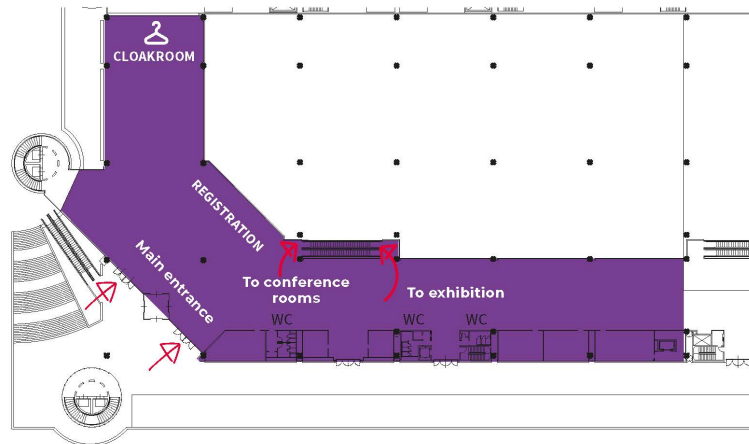 CLOAKROOM
REGISTRATION
Main entrance
To conference
rooms
To exhibition
WC
WC
WC